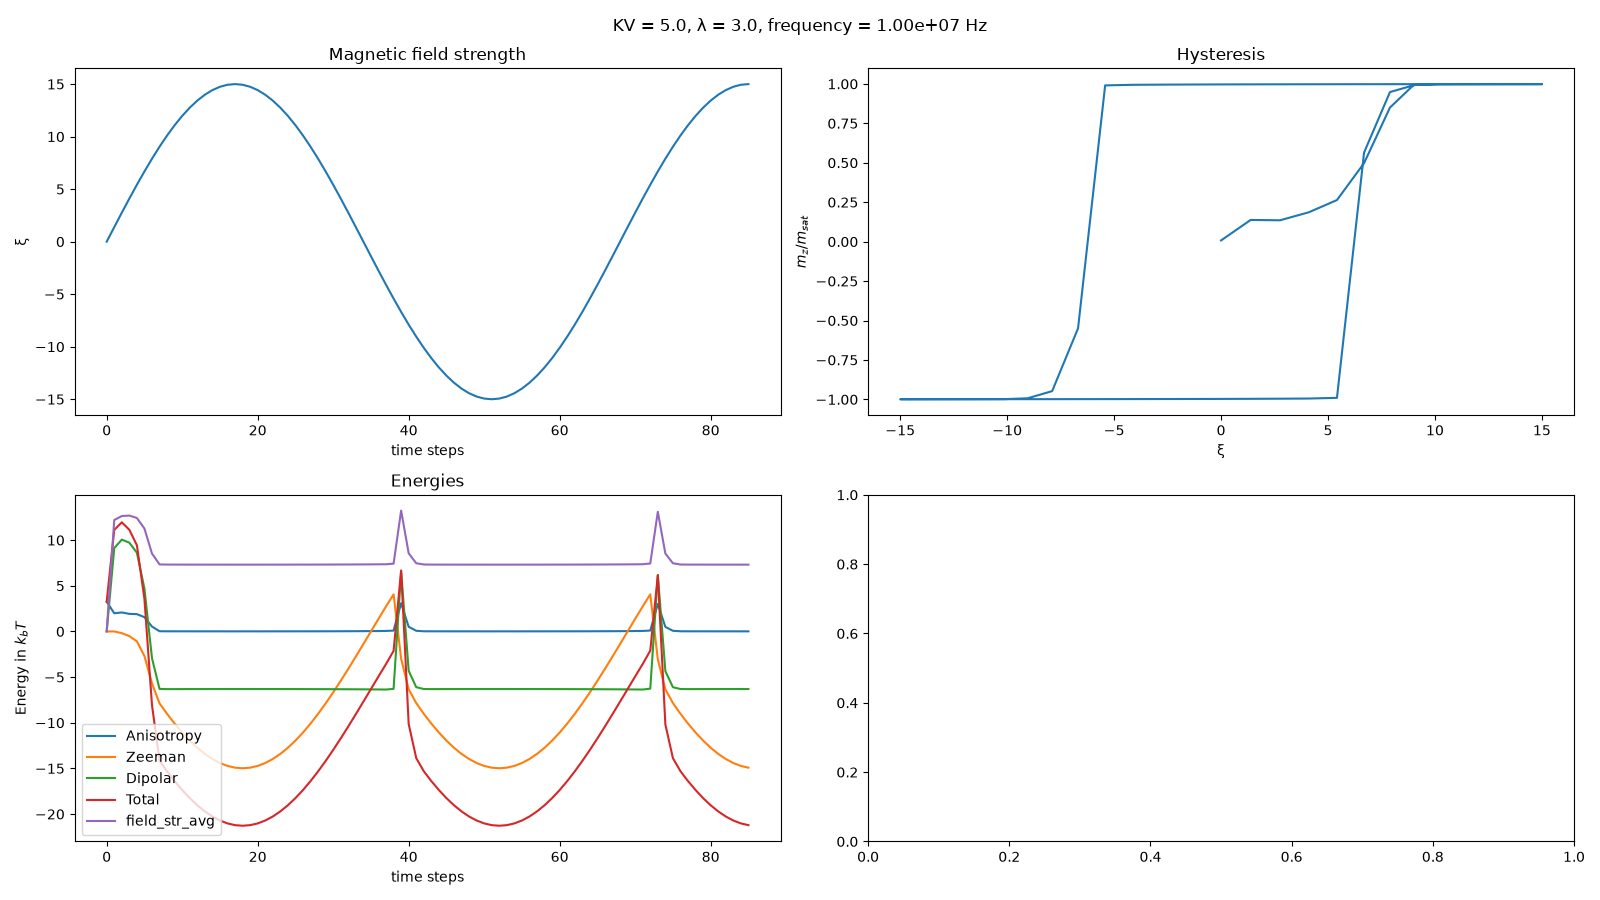 KV = 5.0, λ = 3.0, frequency = 1.00e+07 Hz
Magnetic field strength
15
10
5
0
−5
−10
−15
ξ
0 20 40 60 80
time steps
Hysteresis
1.00
0.75
0.50
0.25
0.00
−0.25
−0.50
−0.75
−1.00
m_z/m_sat
−15 −10 −5 0 5 10 15
ξ
Energies
10
5
0
−5
−10
−15
−20
Energy in k_bT
Anisotropy
Zeeman
Dipolar
Total
field_str_avg
0 20 40 60 80
time steps
1.0
0.8
0.6
0.4
0.2
0.0
0.0 0.2 0.4 0.6 0.8 1.0